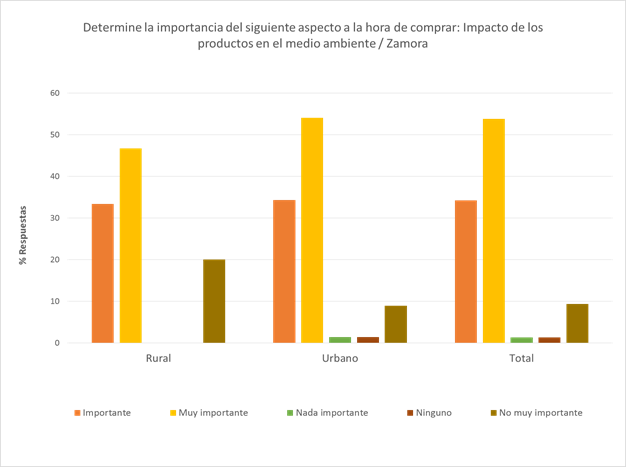 Determine la importancia del siguiente aspecto a la hora de comprar: Impacto de los
productos en el medio ambiente / Zamora
60
50
40
30
20
10
0
% Respuestas
Rural
Urbano
Total
Importante
Muy importante
Nada importante
Ninguno
No muy importante